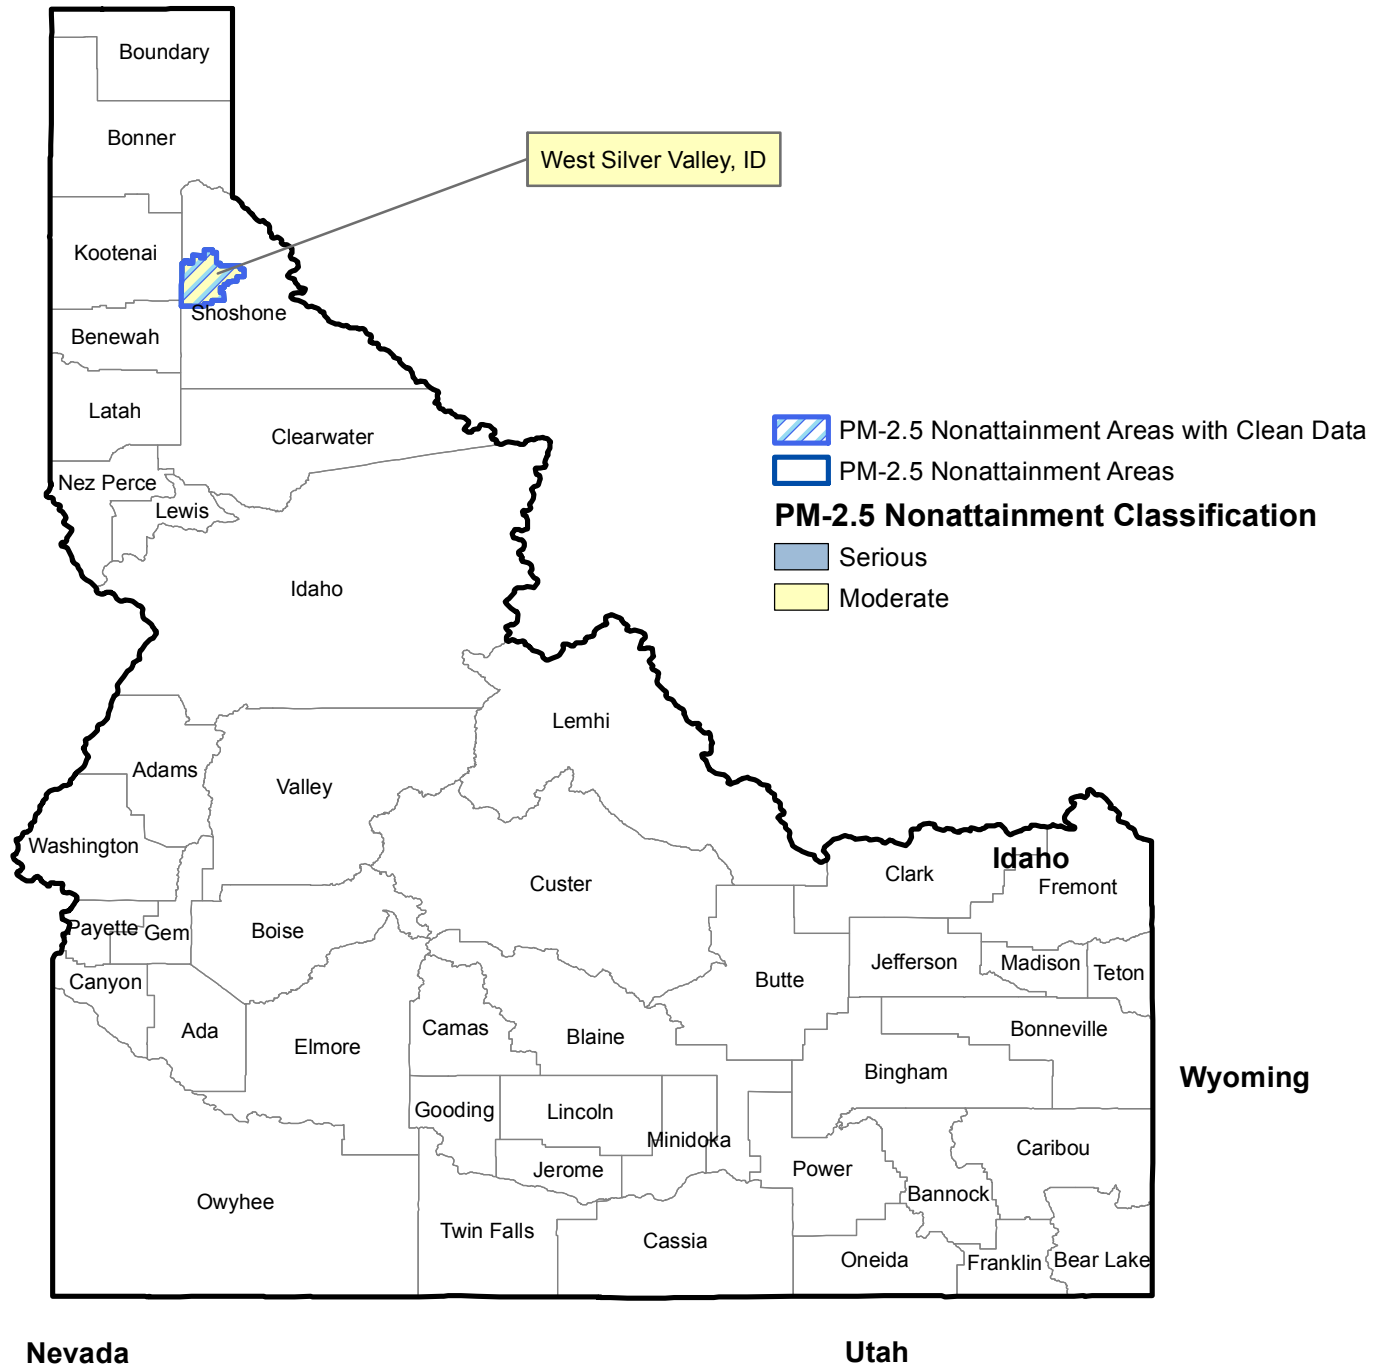 Boundary
Bonner
West Silver Valley, ID
Kootenai
Shoshone
Benewah
Latah
Clearwater
PM-2.5 Nonattainment Areas with Clean Data
PM-2.5 Nonattainment Areas
PM-2.5 Nonattainment Classification
Serious
Moderate
Nez Perce
Lewis
Idaho
Lemhi
Adams
Valley
Washington
Custer
Clark
Idaho
Fremont
Payette
Gem
Boise
Jefferson
Madison
Teton
Canyon
Butte
Ada
Camas
Blaine
Bonneville
Elmore
Bingham
Wyoming
Gooding
Lincoln
Minidoka
Caribou
Jerome
Power
Bannock
Owyhee
Twin Falls
Cassia
Oneida
Franklin
Bear Lake
Nevada
Utah